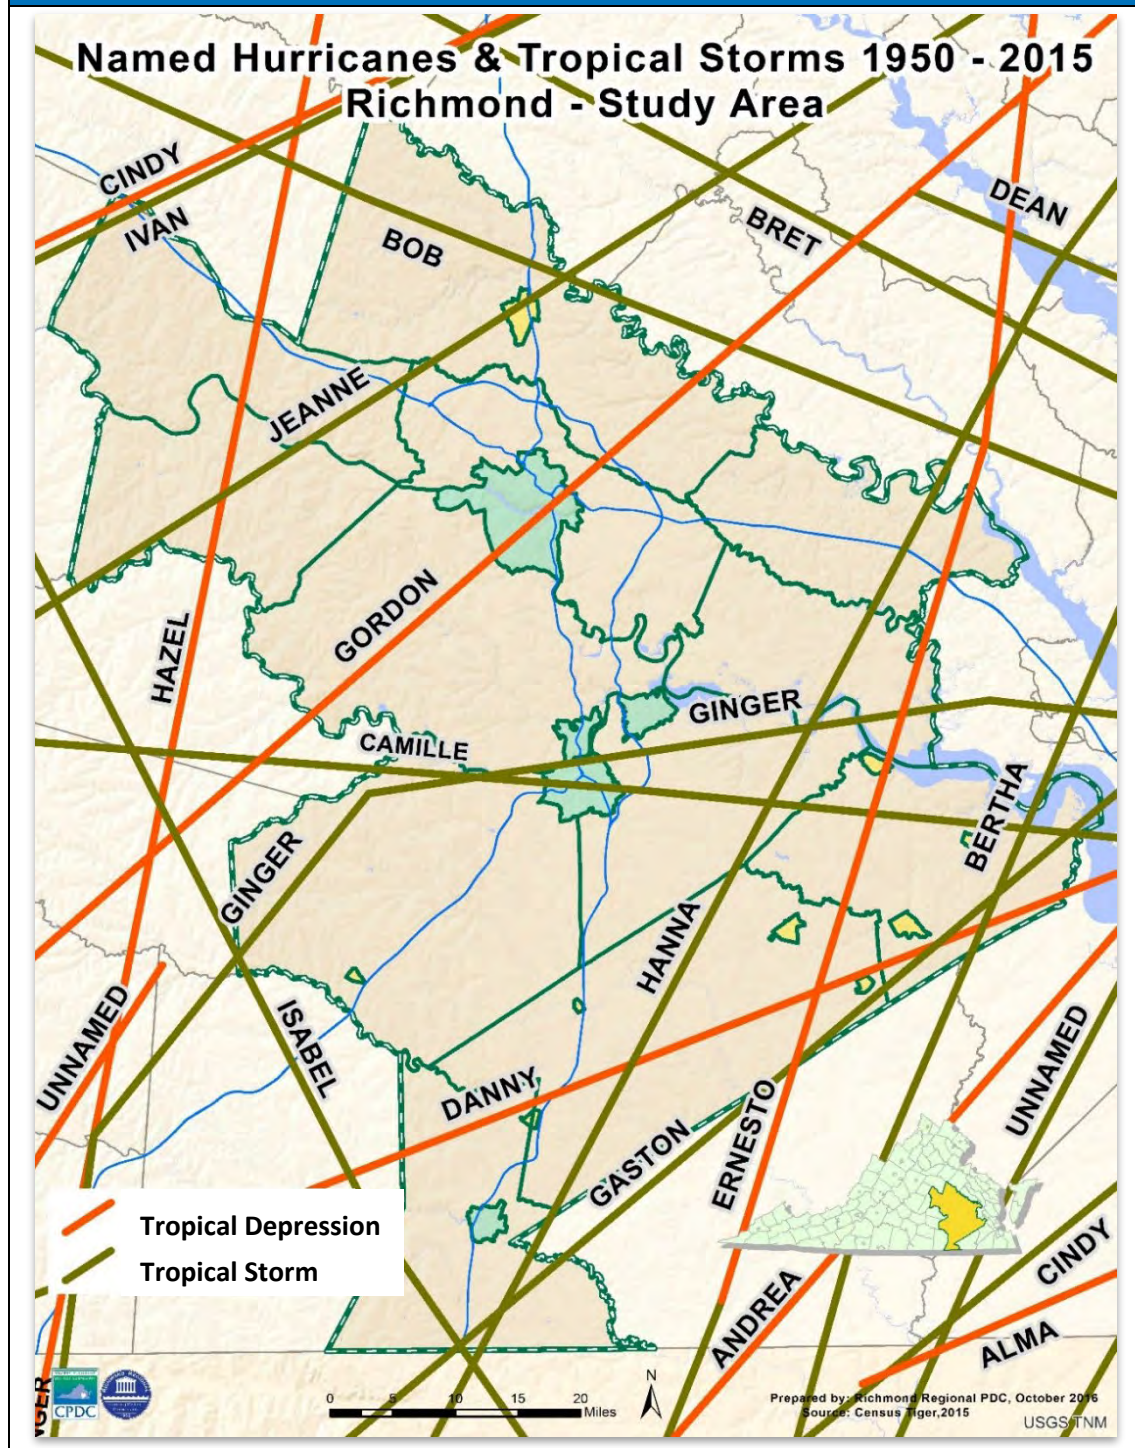 Named Hurricanes & Tropical Storms 1950 - 2015
Richmond - Study Area
CINDY
IVAN
BOB
BRET
DEAN
JEANNE
HAZEL
GORDON
GINGER
CAMILLE
BERTHA
GINGER
HANNA
UNNAMED
ISABEL
UNNAMED
DANNY
ERNESTO
GASTON
Tropical Depression
Tropical Storm
CINDY
ANDREA
ALMA
CPDC
0 5 10 15 20
Miles
N
Prepared by: Richmond Regional PDC, October 2016
Source: Census Tiger,2015
USGS TNM